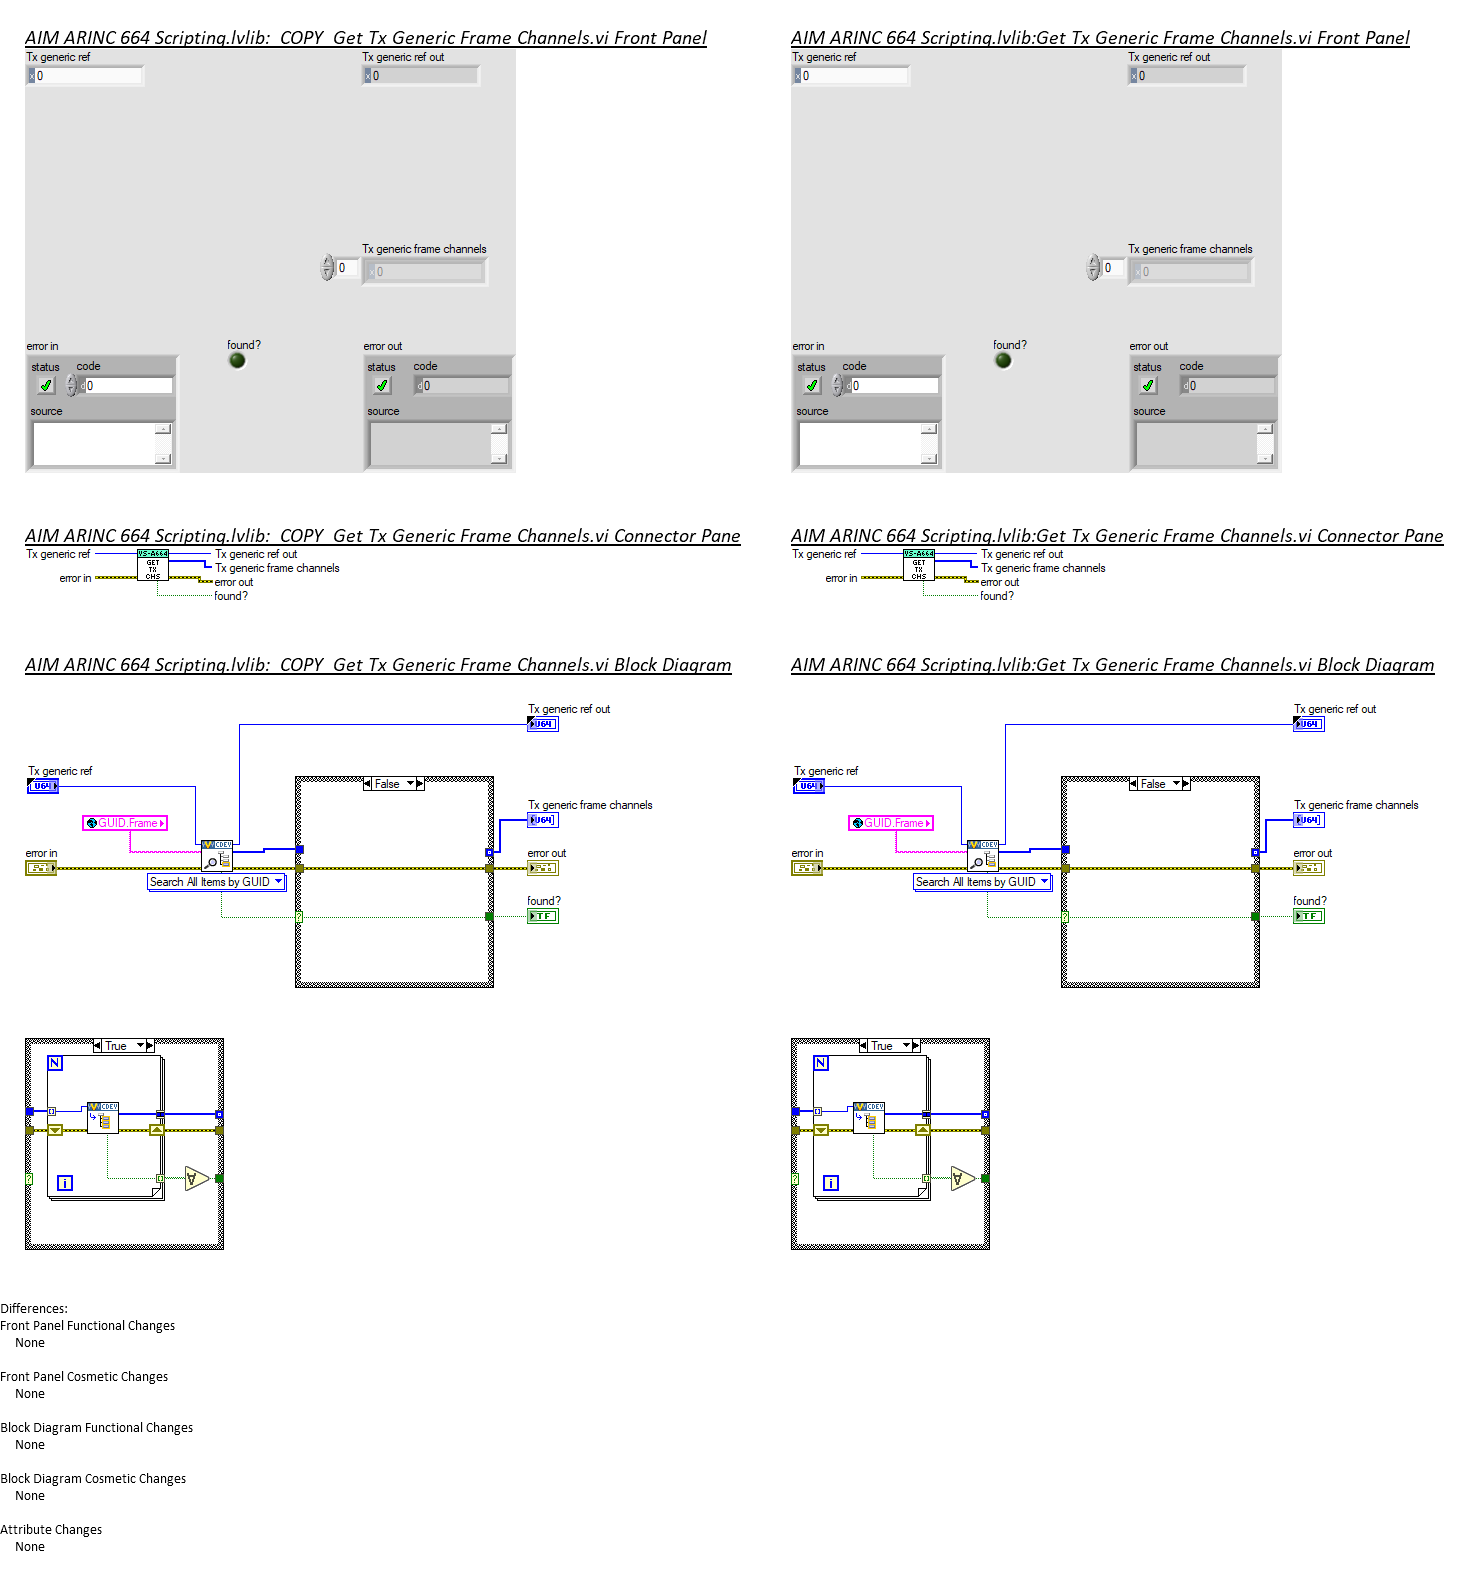 AIM ARINC 664 Scripting.lvlib:  COPY  Get Tx Generic Frame Channels.vi Front Panel
Tx generic ref
Tx generic ref out
x 0
x 0
Tx generic frame channels
0
x 0
error in
found?
error out
status
code
d 0
source
status
code
d 0
source
AIM ARINC 664 Scripting.lvlib:Get Tx Generic Frame Channels.vi Front Panel
Tx generic ref
Tx generic ref out
x 0
x 0
Tx generic frame channels
0
x 0
error in
found?
error out
status
code
d 0
source
status
code
d 0
source
AIM ARINC 664 Scripting.lvlib:  COPY  Get Tx Generic Frame Channels.vi Connector Pane
Tx generic ref
error in
VS-A664
GET
TX
CHS
Tx generic ref out
Tx generic frame channels
error out
found?
AIM ARINC 664 Scripting.lvlib:Get Tx Generic Frame Channels.vi Connector Pane
Tx generic ref
error in
VS-A664
GET
TX
CHS
Tx generic ref out
Tx generic frame channels
error out
found?
AIM ARINC 664 Scripting.lvlib:  COPY  Get Tx Generic Frame Channels.vi Block Diagram
Tx generic ref out
U64
Tx generic ref
U64
False
GUID.Frame
Tx generic frame channels
U64
CDEV
error in
error out
Search All Items by GUID
found?
TF
?
True
N
CDEV
i
?
AIM ARINC 664 Scripting.lvlib:Get Tx Generic Frame Channels.vi Block Diagram
Tx generic ref out
U64
Tx generic ref
U64
False
GUID.Frame
Tx generic frame channels
U64
CDEV
error in
error out
Search All Items by GUID
found?
TF
?
True
N
CDEV
i
?
Differences:
Front Panel Functional Changes
None
Front Panel Cosmetic Changes
None
Block Diagram Functional Changes
None
Block Diagram Cosmetic Changes
None
Attribute Changes
None